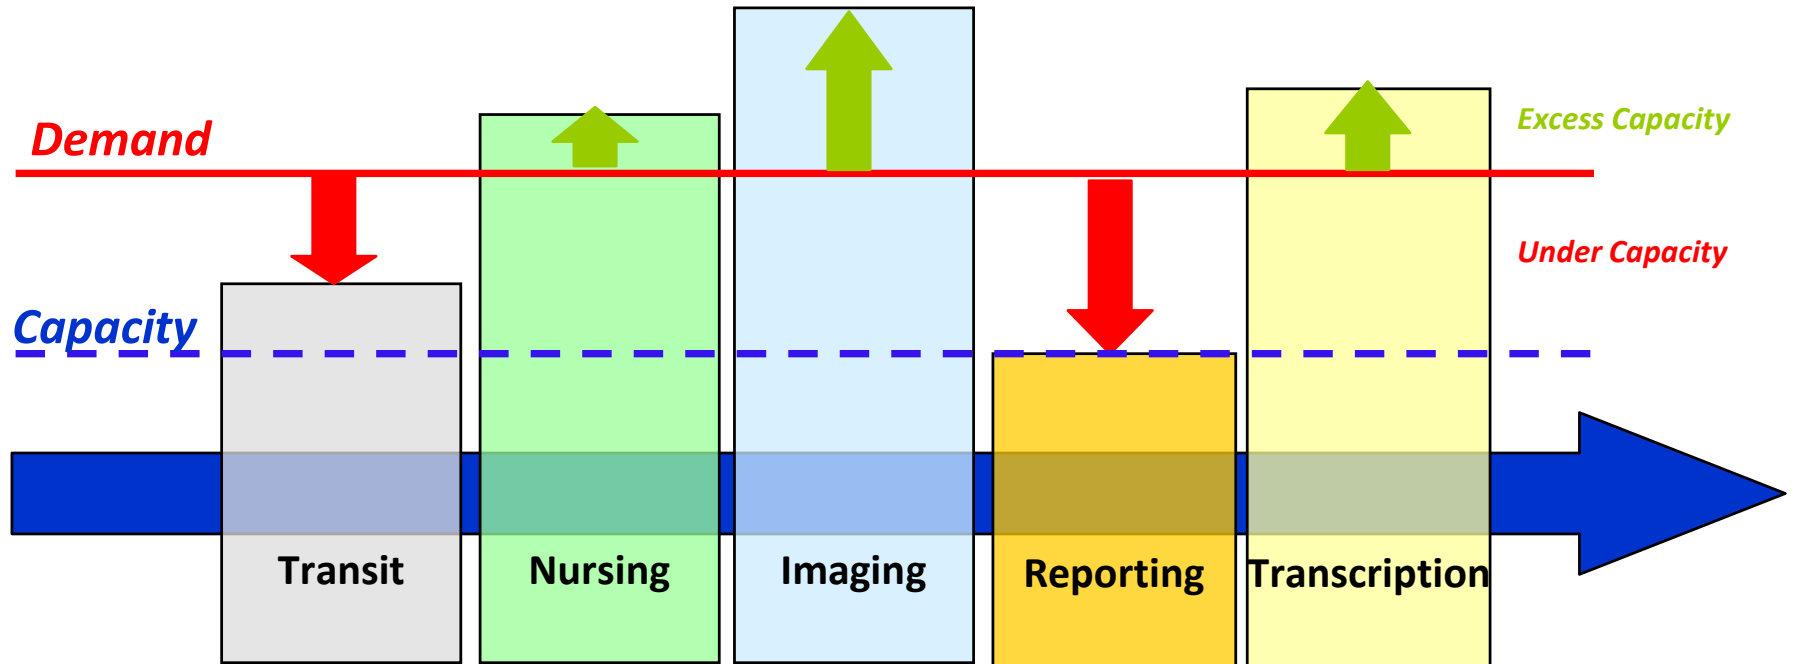 Demand
Excess Capacity
Under Capacity
Capacity
Transit
Nursing
Imaging
Reporting
Transcription